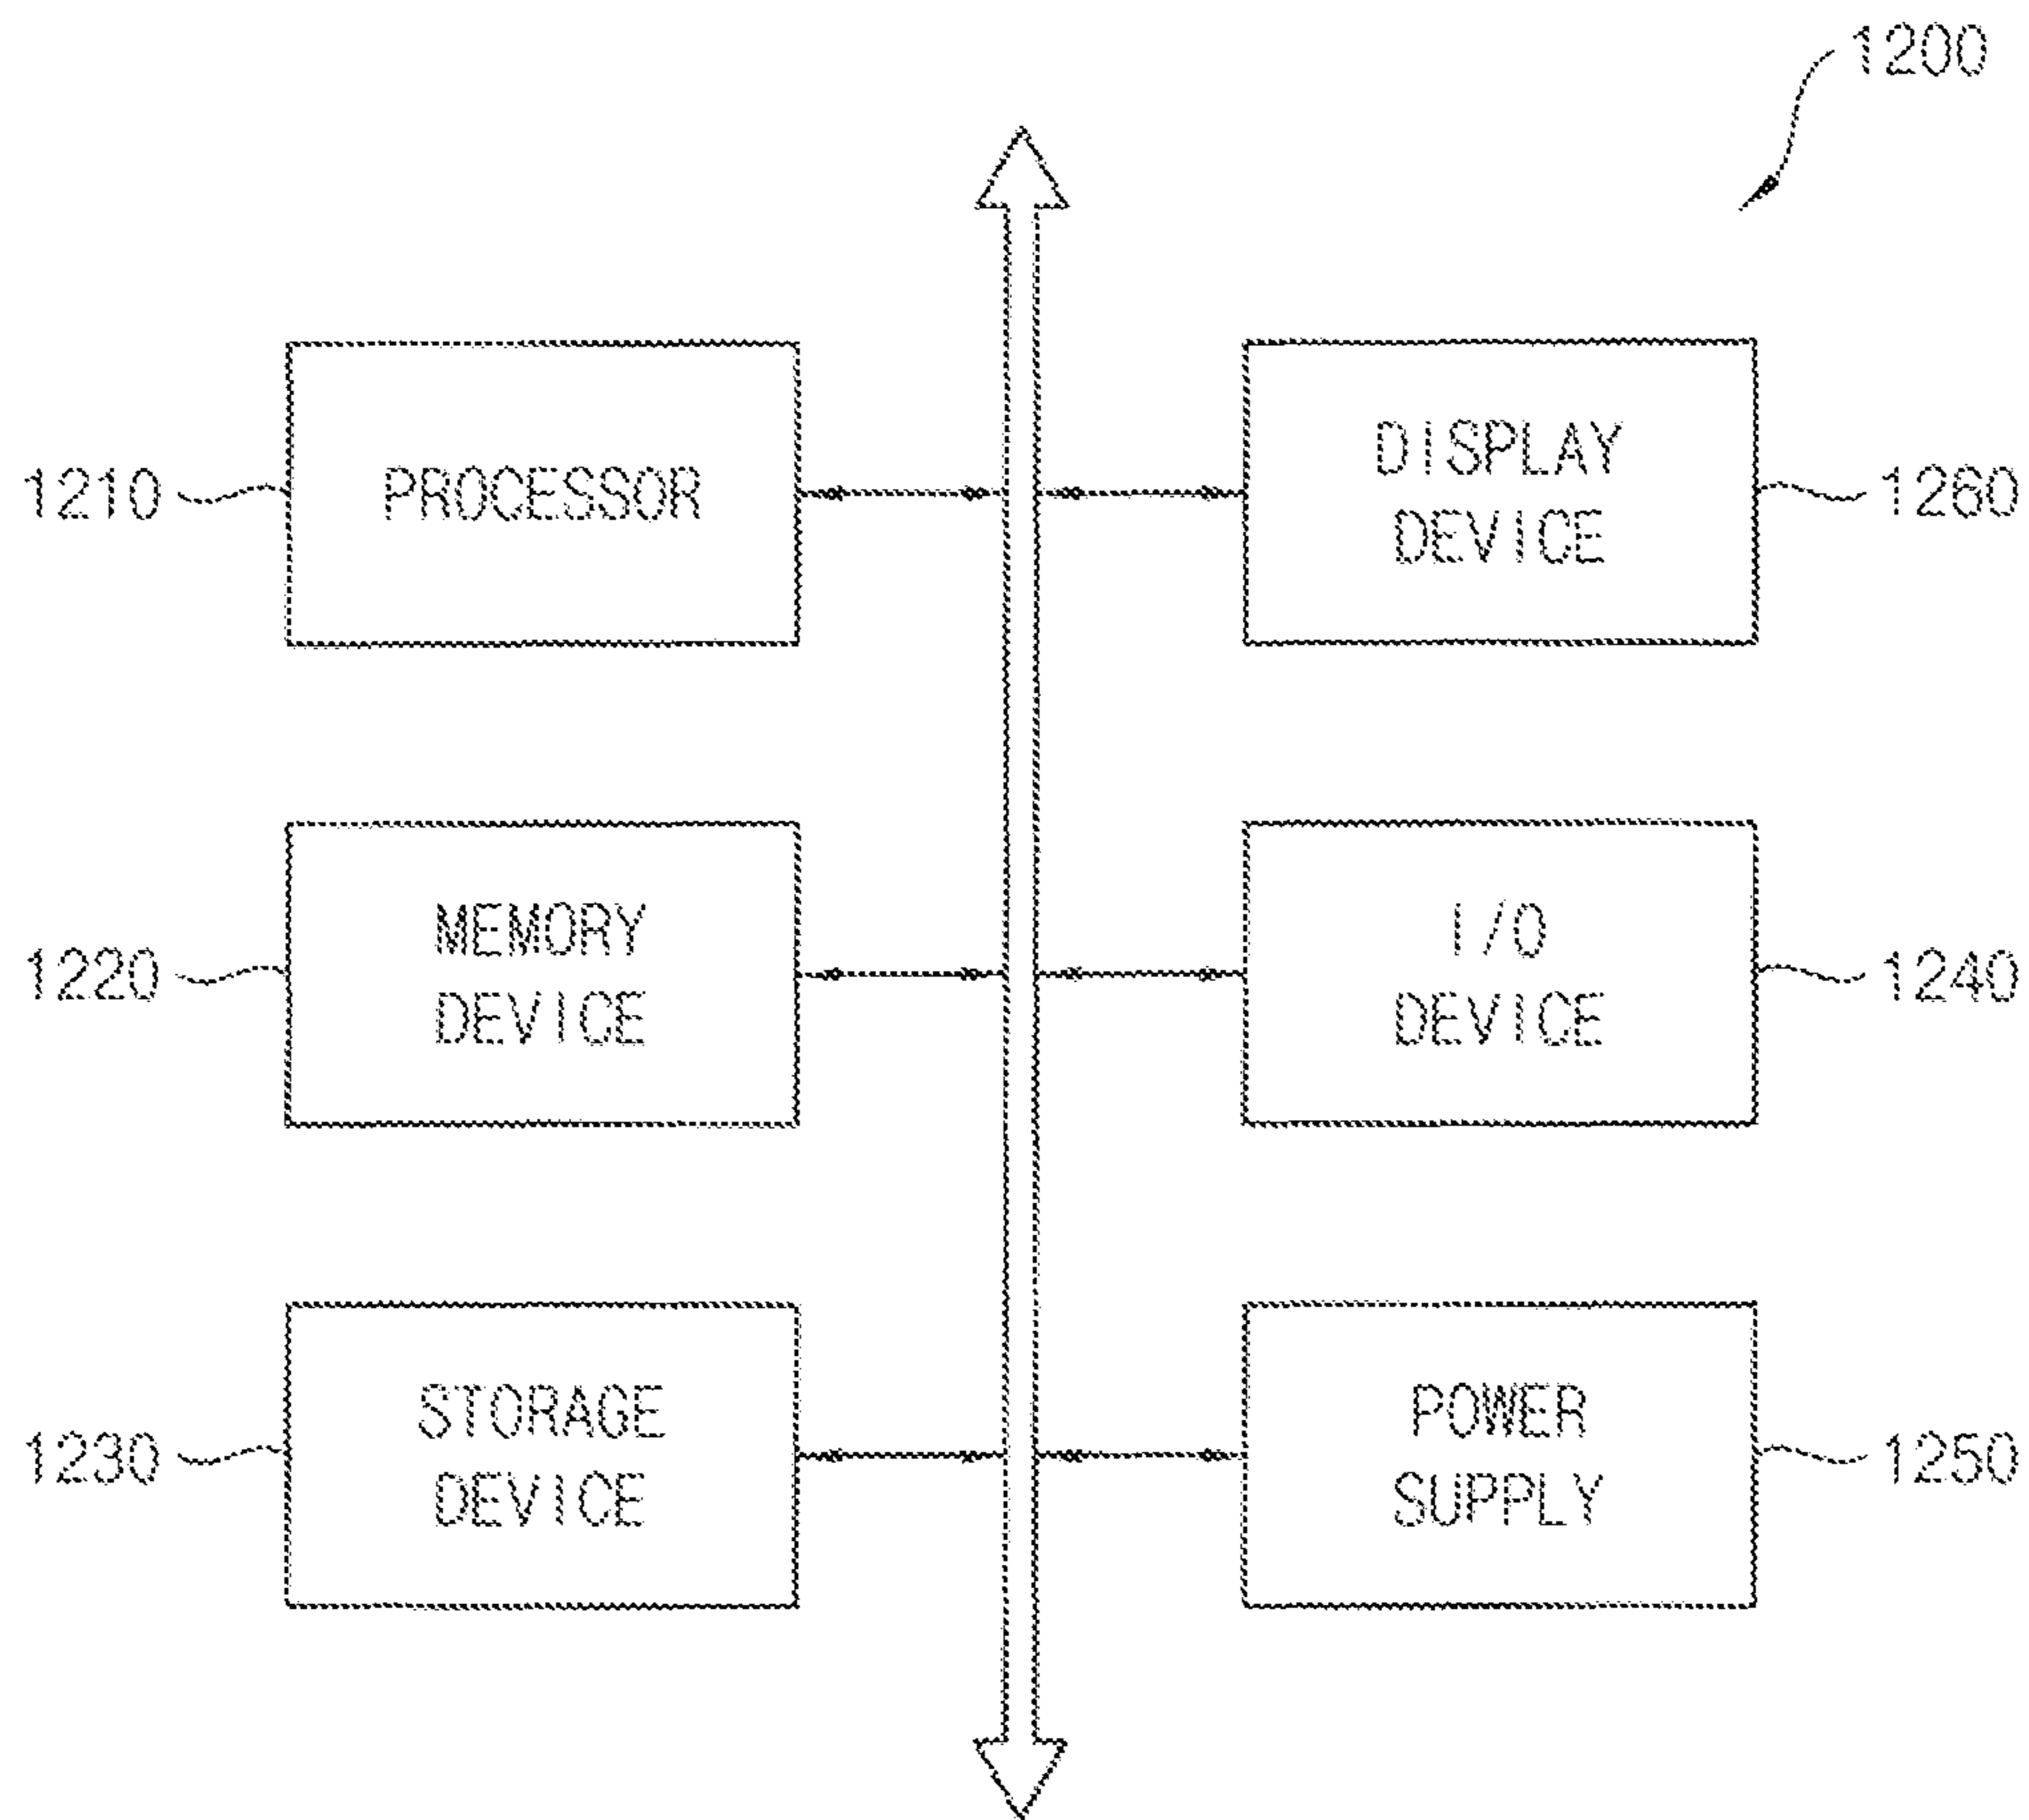 1200
1210
PROCESSOR
DISPLAY
DEVICE
1260
1220
MEMORY
DEVICE
I/O
DEVICE
1240
1230
STORAGE
DEVICE
POWER
SUPPLY
1250